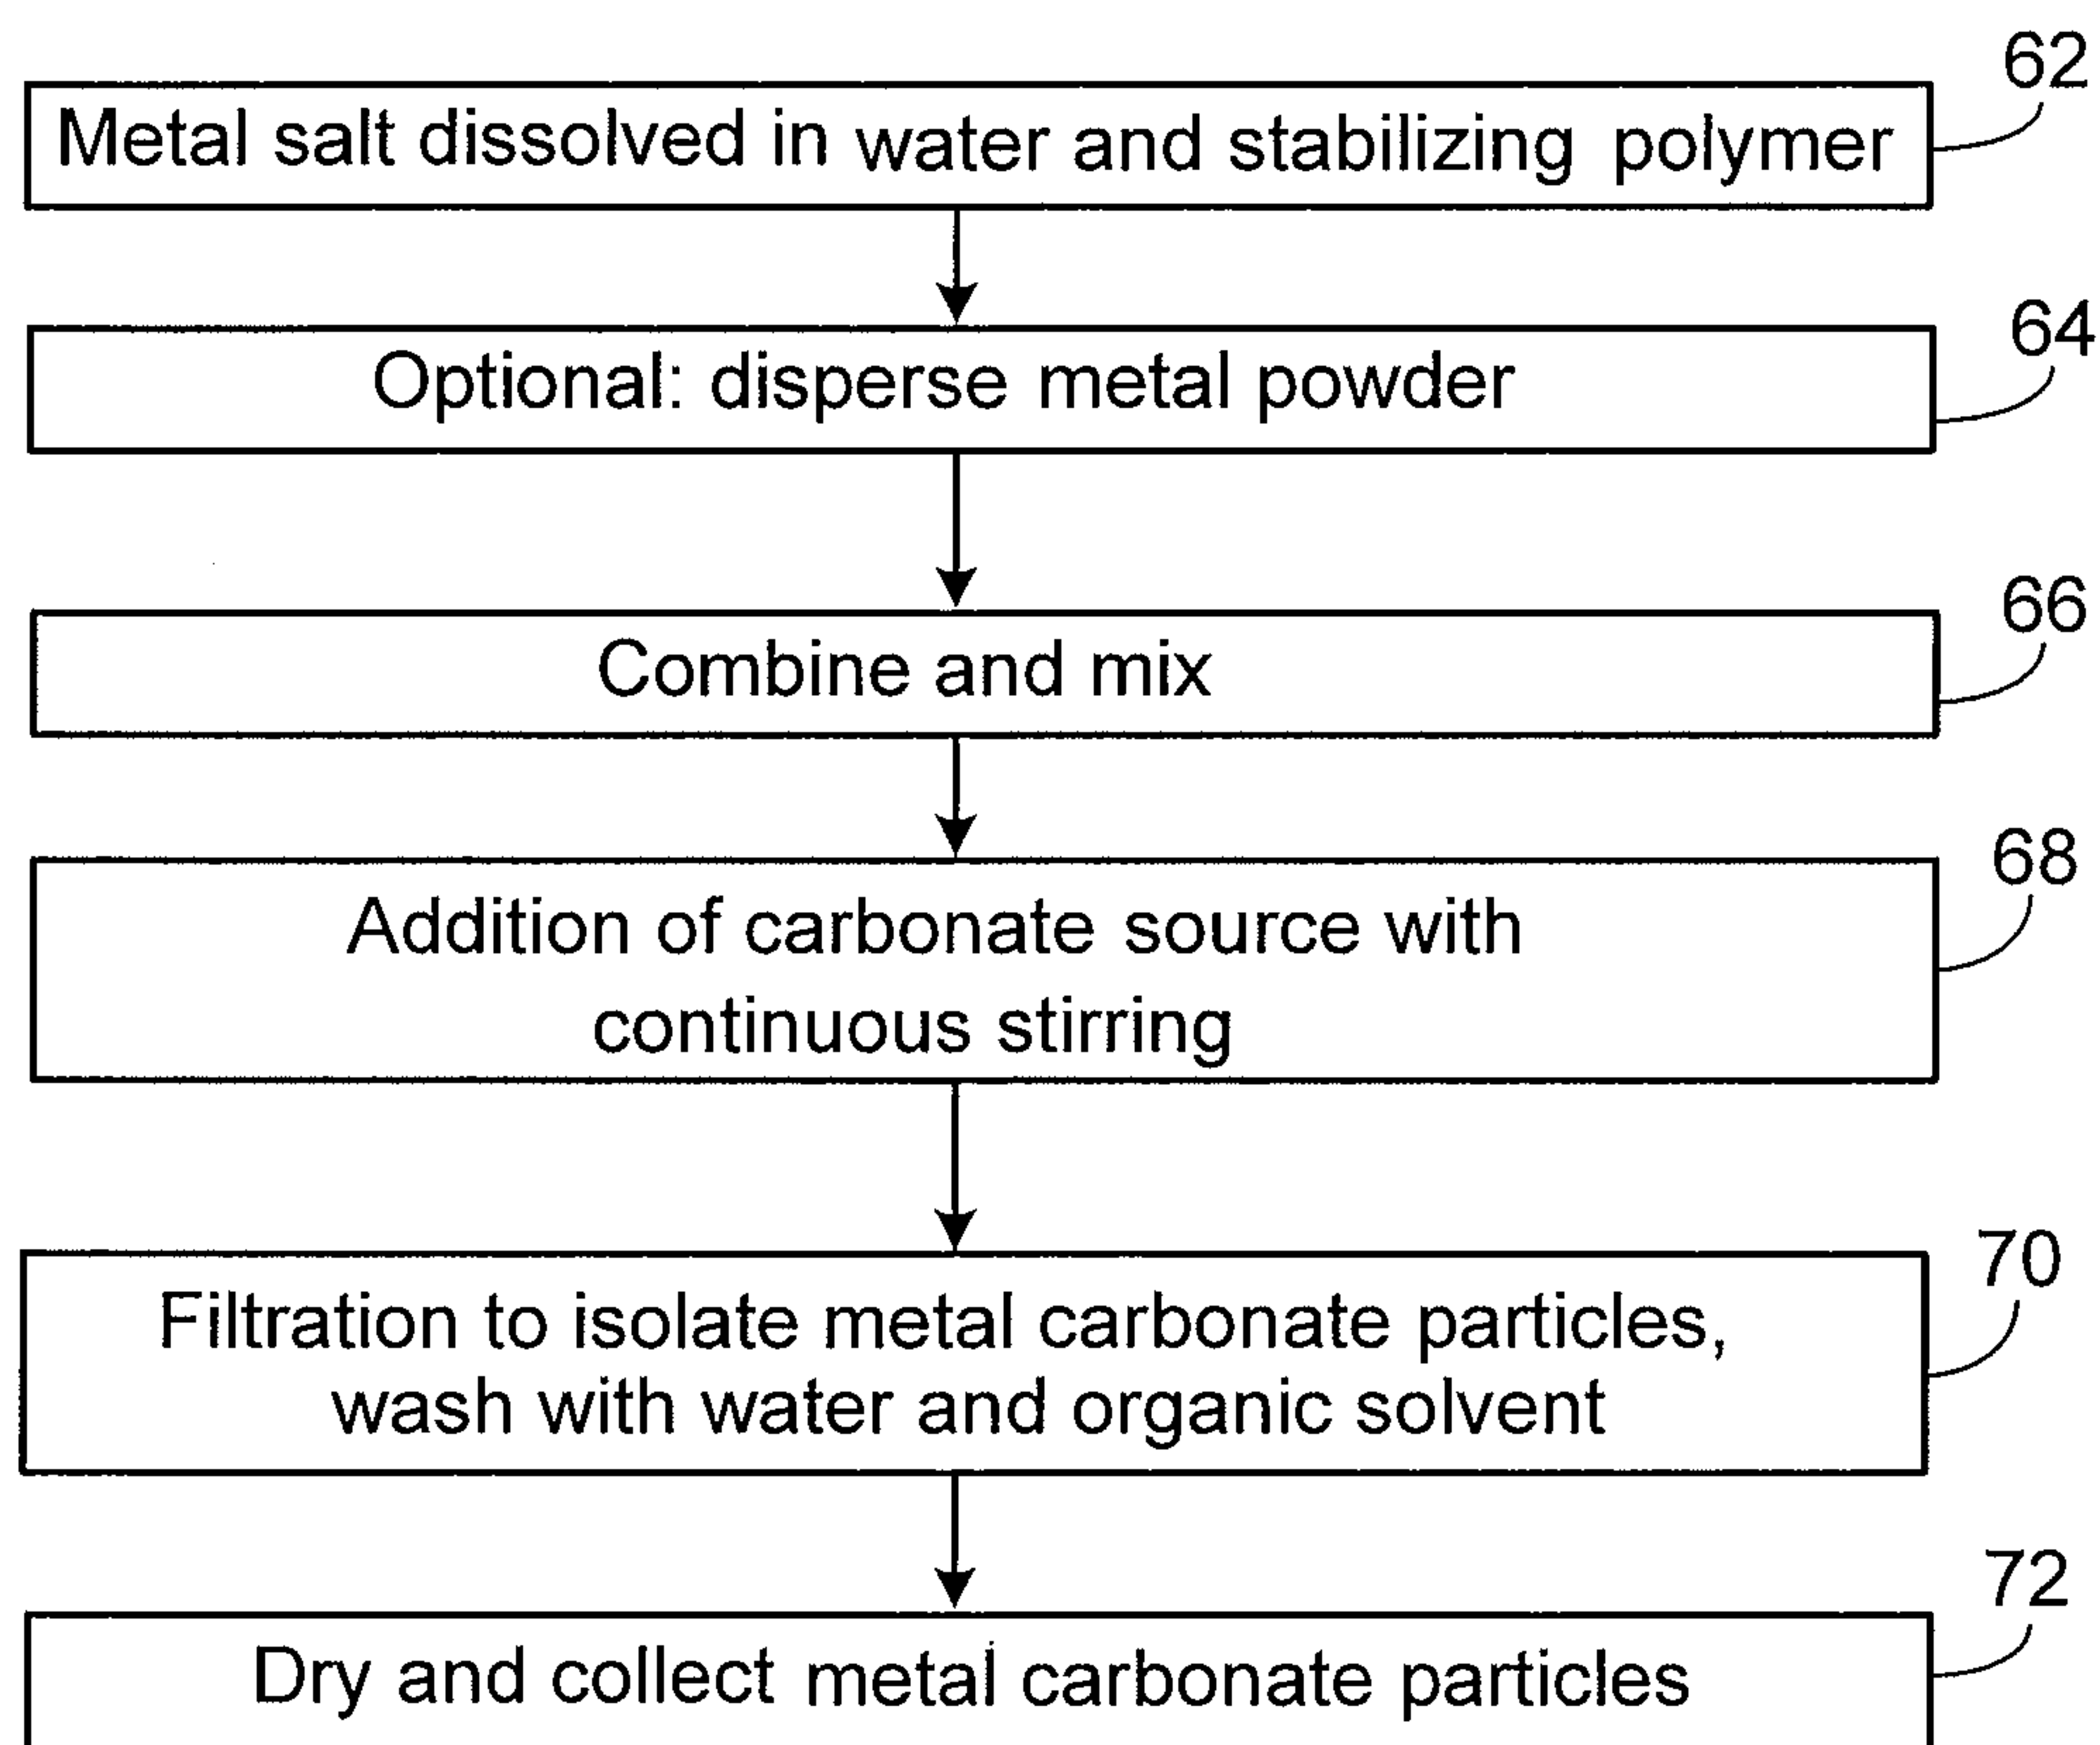 62
Metal salt dissolved in water and stabilizing polymer
64
Optional: disperse metal powder
66
Combine and mix
68
Addition of carbonate source with
continuous stirring
70
Filtration to isolate metal carbonate particles,
wash with water and organic solvent
72
Dry and collect metal carbonate particles